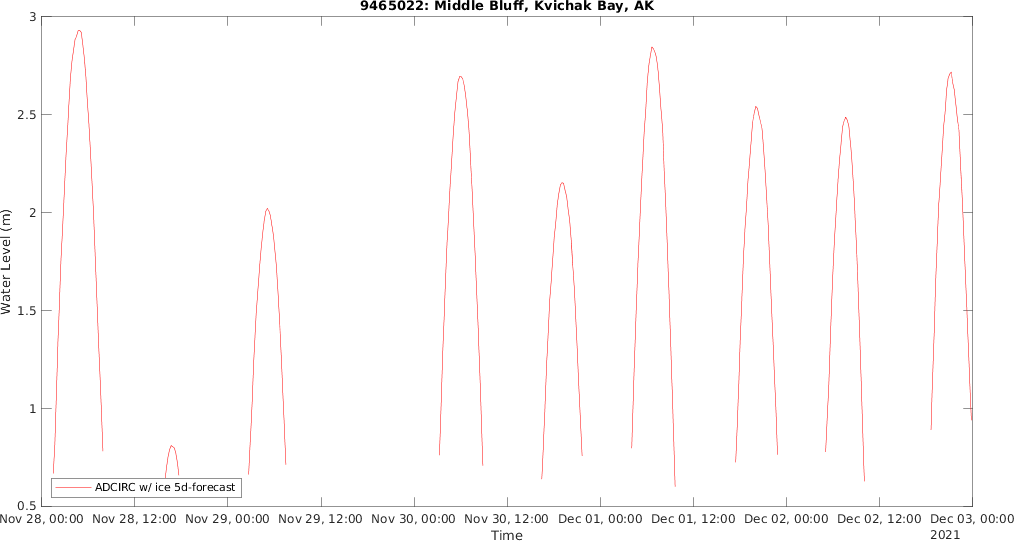 9465022: Middle Bluff, Kvichak Bay, AK
3
2.5
2
1.5
1
0.5
Water Level (m)
ADCIRC w/ ice 5d-forecast
Nov 28, 00:00 Nov 28, 12:00 Nov 29, 00:00 Nov 29, 12:00 Nov 30, 00:00 Nov 30, 12:00 Dec 01, 00:00 Dec 01, 12:00 Dec 02, 00:00 Dec 02, 12:00 Dec 03, 00:00
2021
Time